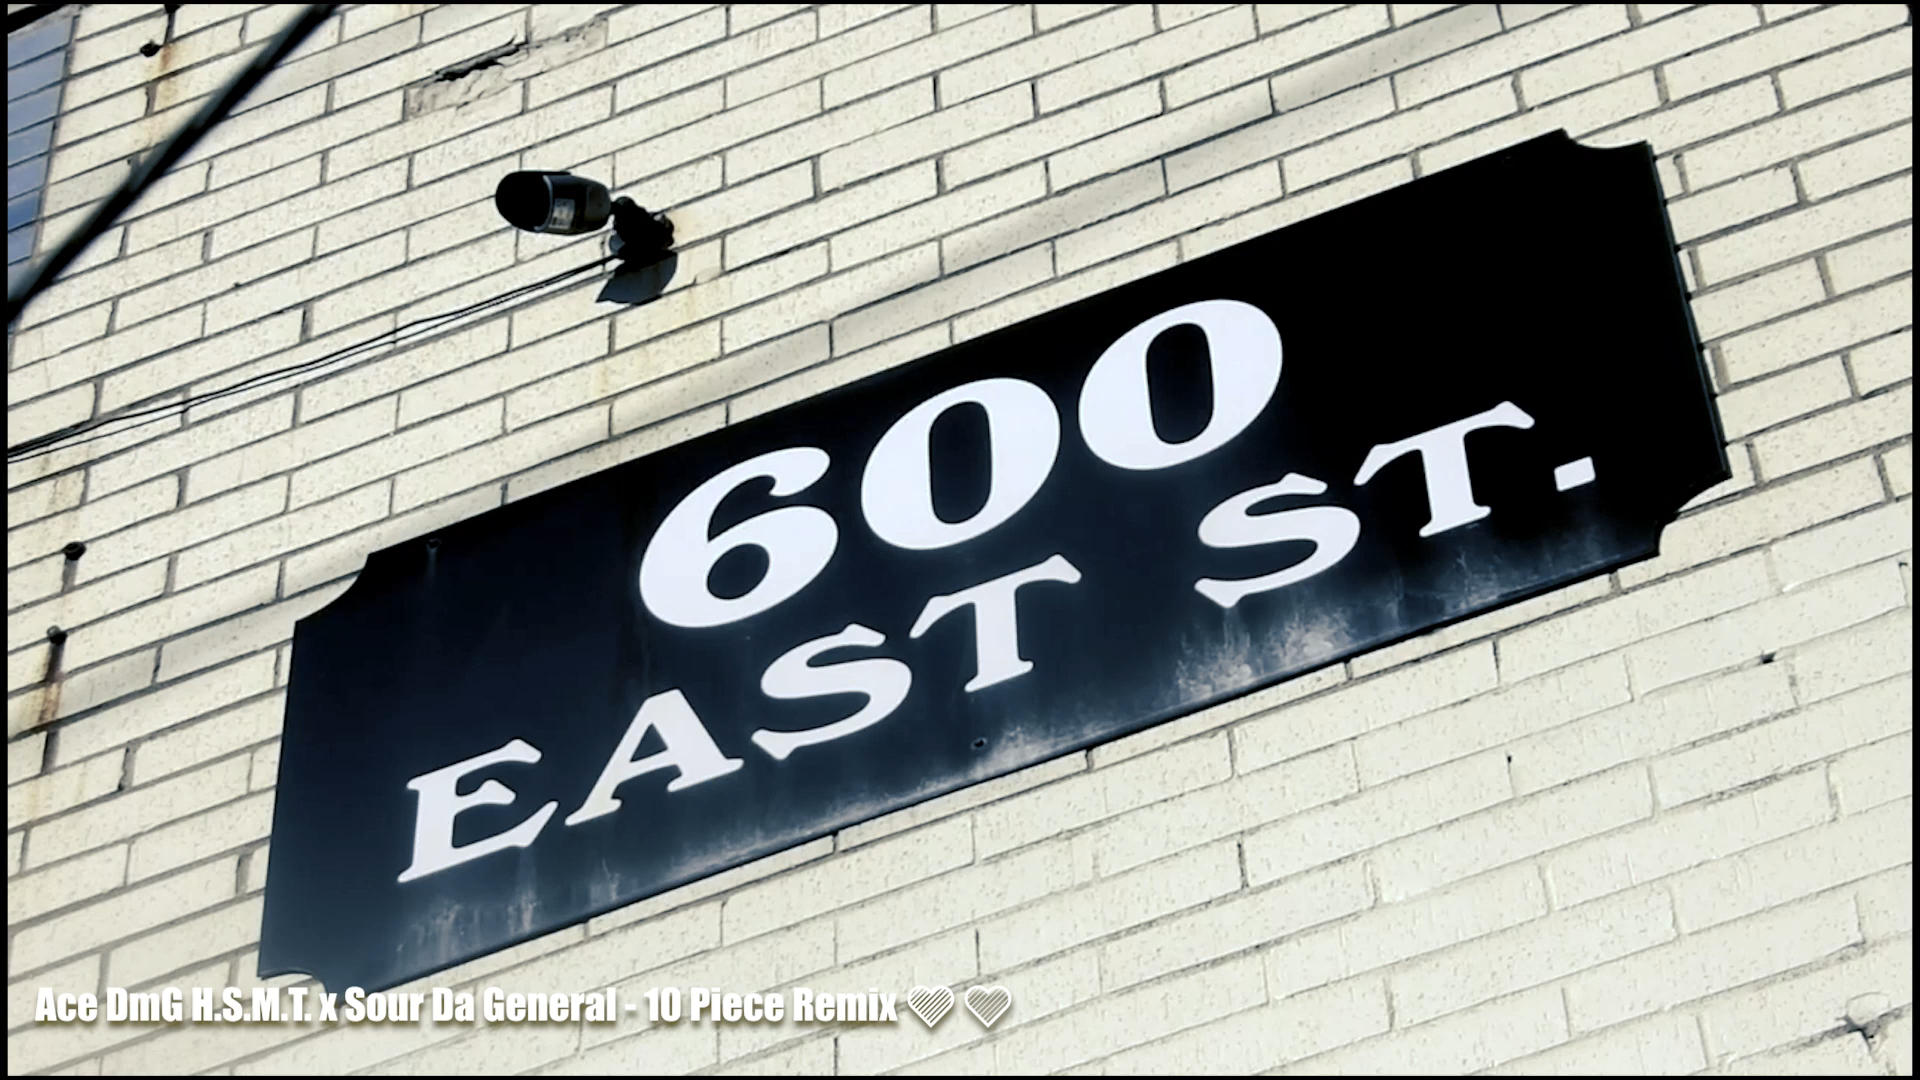 600
EAST ST.
Ace DmG H.S.M.T. x Sour Da General - 10 Piece Remix